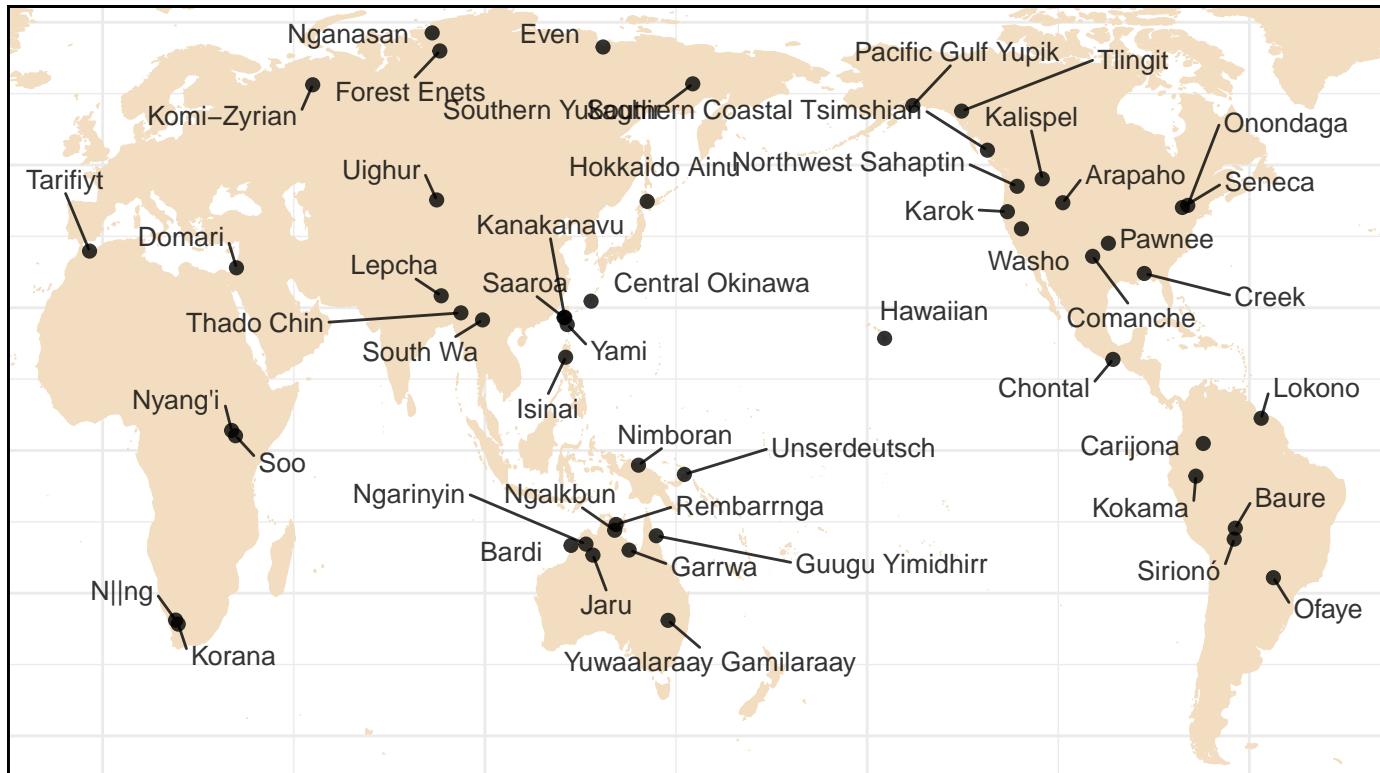 Nganasan
Even
Pacific Gulf Yupik
Tlingit
Forest Enets
Komi−Zyrian
Southern Yukaghir
Southern Coastal Tsimshian
Kalispel
Onondaga
Tarifiyt
Uighur
Hokkaido Ainu
Northwest Sahaptin
Arapaho
Seneca
Karok
Domari
Kanakanavu
Pawnee
Lepcha
Saaroa
Central Okinawa
Washo
Creek
Thado Chin
Hawaiian
Comanche
South Wa
Yami
Isinai
Chontal
Lokono
Nyang'i
Nimboran
Unserdeutsch
Carijona
Soo
Ngarinyin
Ngalkbun
Rembarrnga
Kokama
Baure
Bardi
Garrwa
Guugu Yimidhirr
Sirionó
N||ng
Jaru
Ofaye
Korana
Yuwaalaraay Gamilaraay